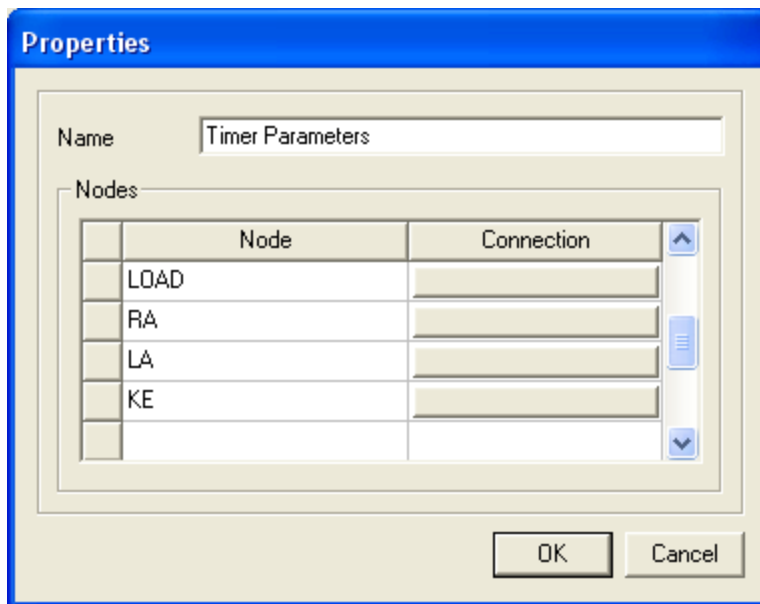 Properties
Name Timer Parameters
Nodes
Node Connection
LOAD
RA
LA
KE
OK Cancel